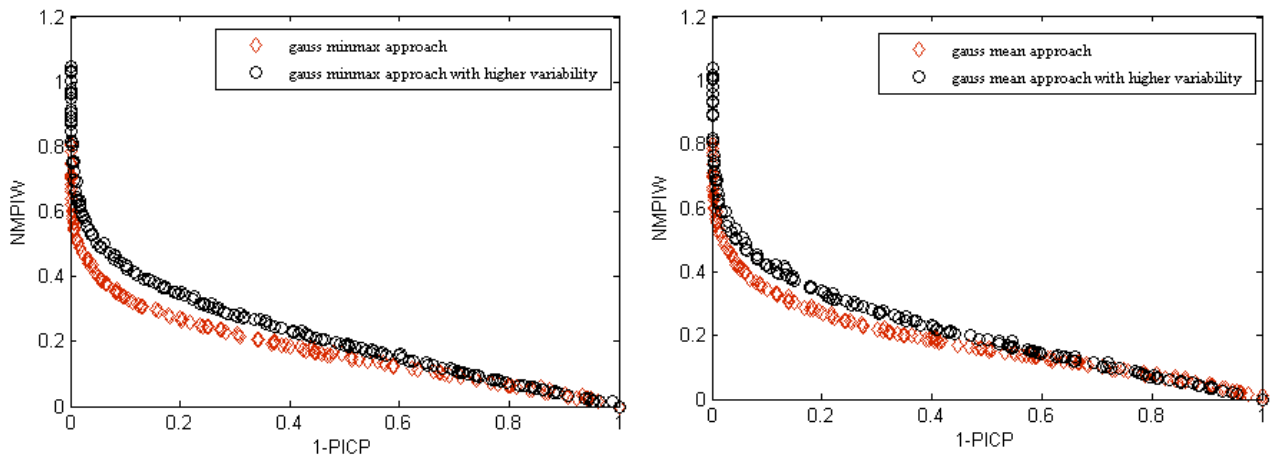 1.2
1
0.8
0.6
0.4
0.2
0
NMPIW
gauss minmax approach
gauss minmax approach with higher variability
0 0.2 0.4 0.6 0.8 1
1-PICP
1.2
1
0.8
0.6
0.4
0.2
0
NMPIW
gauss mean approach
gauss mean approach with higher variability
0 0.2 0.4 0.6 0.8 1
1-PICP